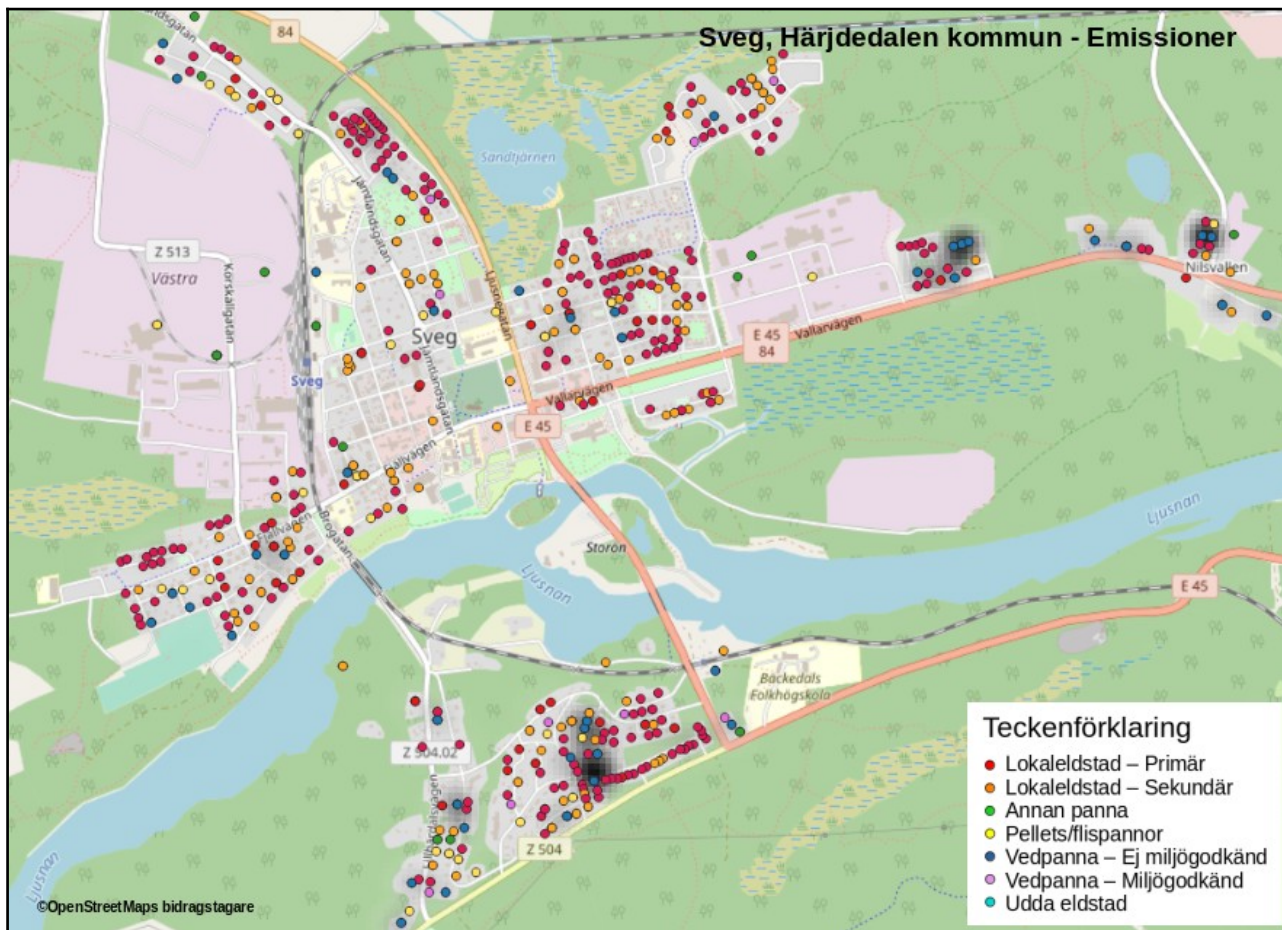 Sveg, Härjdedalen kommun - Emissioner
84
Sandtjärnen
Jämtlandsgatan
Z 513
Västra
Korskällgatan
Ljusnegatan
Nilsvallen
Sveg
E 45
84
Vallarvägen
Sveg
Jämtlandsgatan
Vallarvägen
E 45
Fjällvägen
Fjällvägen
Brogatan
Ljusnan
Storön
Ljusnan
E 45
Backedals
Folkhögskola
Z 504.02
Z 504
Ljusnan
Teckenförklaring
Lokaleldstad – Primär
Lokaleldstad – Sekundär
Annan panna
Pellets/flispannor
Vedpanna – Ej miljögodkänd
Vedpanna – Miljögodkänd
Udda eldstad
©OpenStreetMaps bidragstagare